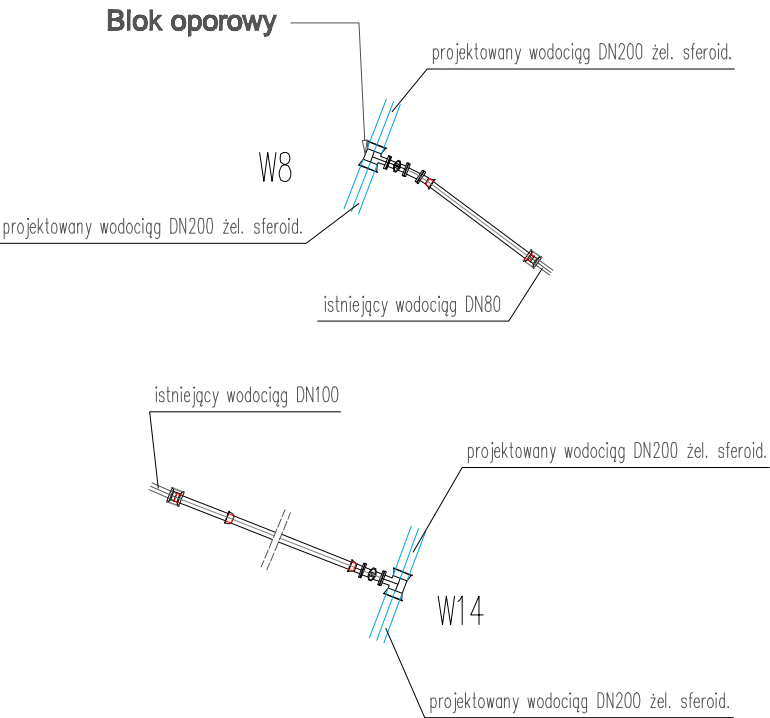 Blok oporowy
projektowany wodociąg DN200 żel. sferoid.
W8
projektowany wodociąg DN200 żel. sferoid.
istniejący wodociąg DN80
istniejący wodociąg DN100
projektowany wodociąg DN200 żel. sferoid.
W14
projektowany wodociąg DN200 żel. sferoid.